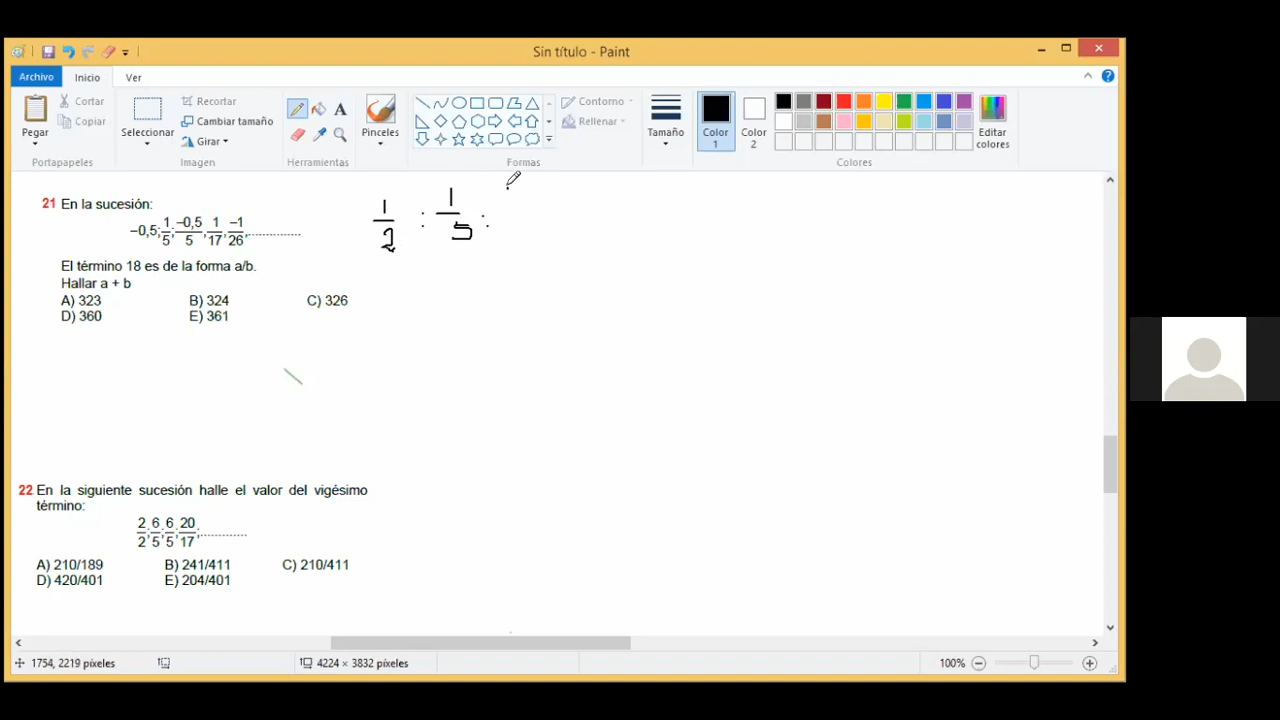 Sin título - Paint
Archivo Inicio Ver
Pegar
Cortar
Copiar
Portapapeles
Seleccionar
Recortar
Cambiar tamaño
Girar
Imagen
A
Herramientas
Pinceles
Contorno
Rellenar
Formas
Tamaño
Color 1
Color 2
Editar colores
Colores
21 En la sucesión:
−0,5; 1/5; −0,5/5, 1/17, −1/26, ..............
El término 18 es de la forma a/b.
Hallar a + b
A) 323 B) 324 C) 326
D) 360 E) 361
1/2 : 1/5 :
22 En la siguiente sucesión halle el valor del vigésimo
término:
2/2; 6/5; 6/5; 20/17; ............
A) 210/189 B) 241/411 C) 210/411
D) 420/401 E) 204/401
1754, 2219 píxeles 4224 × 3832 píxeles 100%